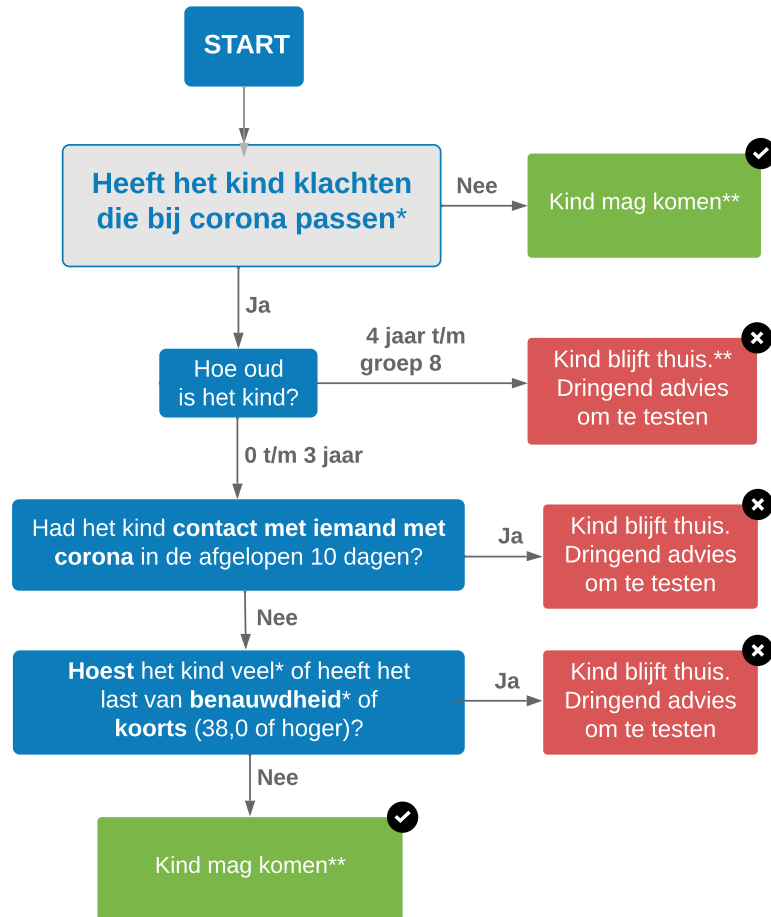 START
Heeft het kind klachten
die bij corona passen*
Nee
Kind mag komen**
Ja
Hoe oud
is het kind?
4 jaar t/m
groep 8
Kind blijft thuis.**
Dringend advies
om te testen
0 t/m 3 jaar
Had het kind contact met iemand met
corona in de afgelopen 10 dagen?
Ja
Kind blijft thuis.
Dringend advies
om te testen
Nee
Hoest het kind veel* of heeft het
last van benauwdheid* of
koorts (38,0 of hoger)?
Ja
Kind blijft thuis.
Dringend advies
om te testen
Nee
Kind mag komen**